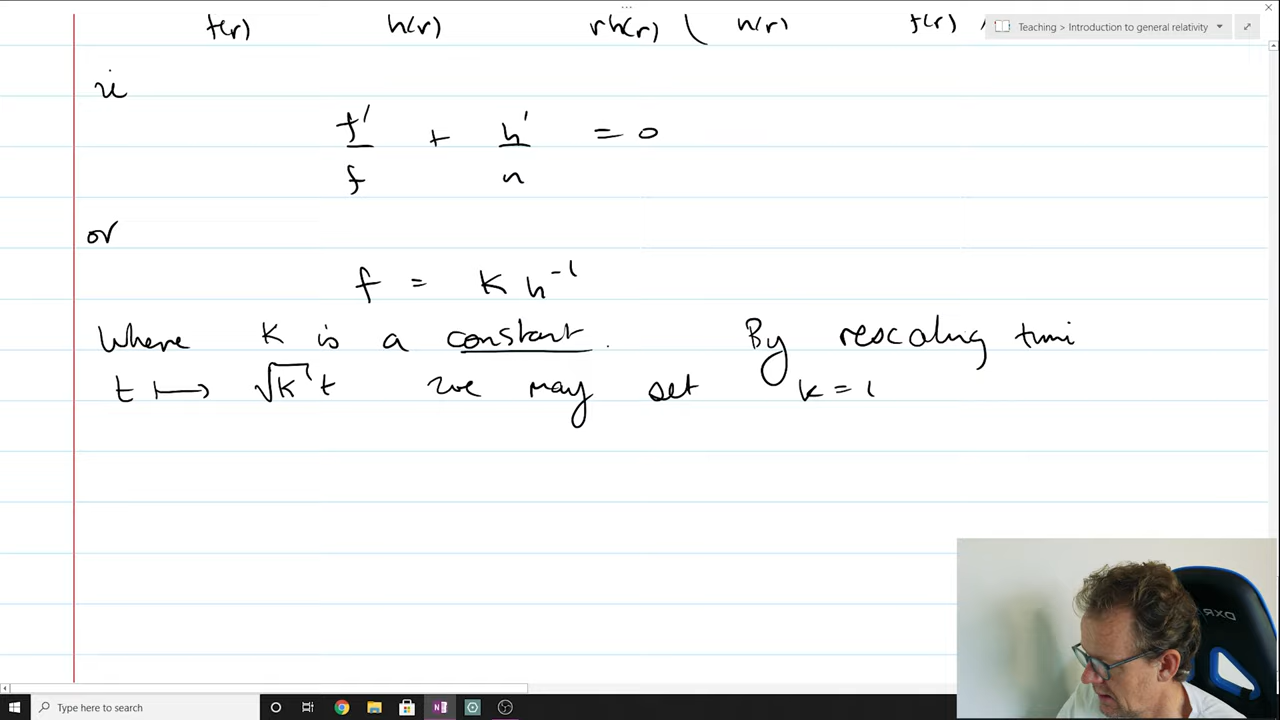 f(r) h(r) rh(r) ( h(r) f(r)
Teaching > Introduction to general relativity
ie
f' + h' = 0
f h
or
f = K h⁻¹
Where K is a constant. By rescaling time
t ↦ √K t we may set K = 1
DXR
Type here to search